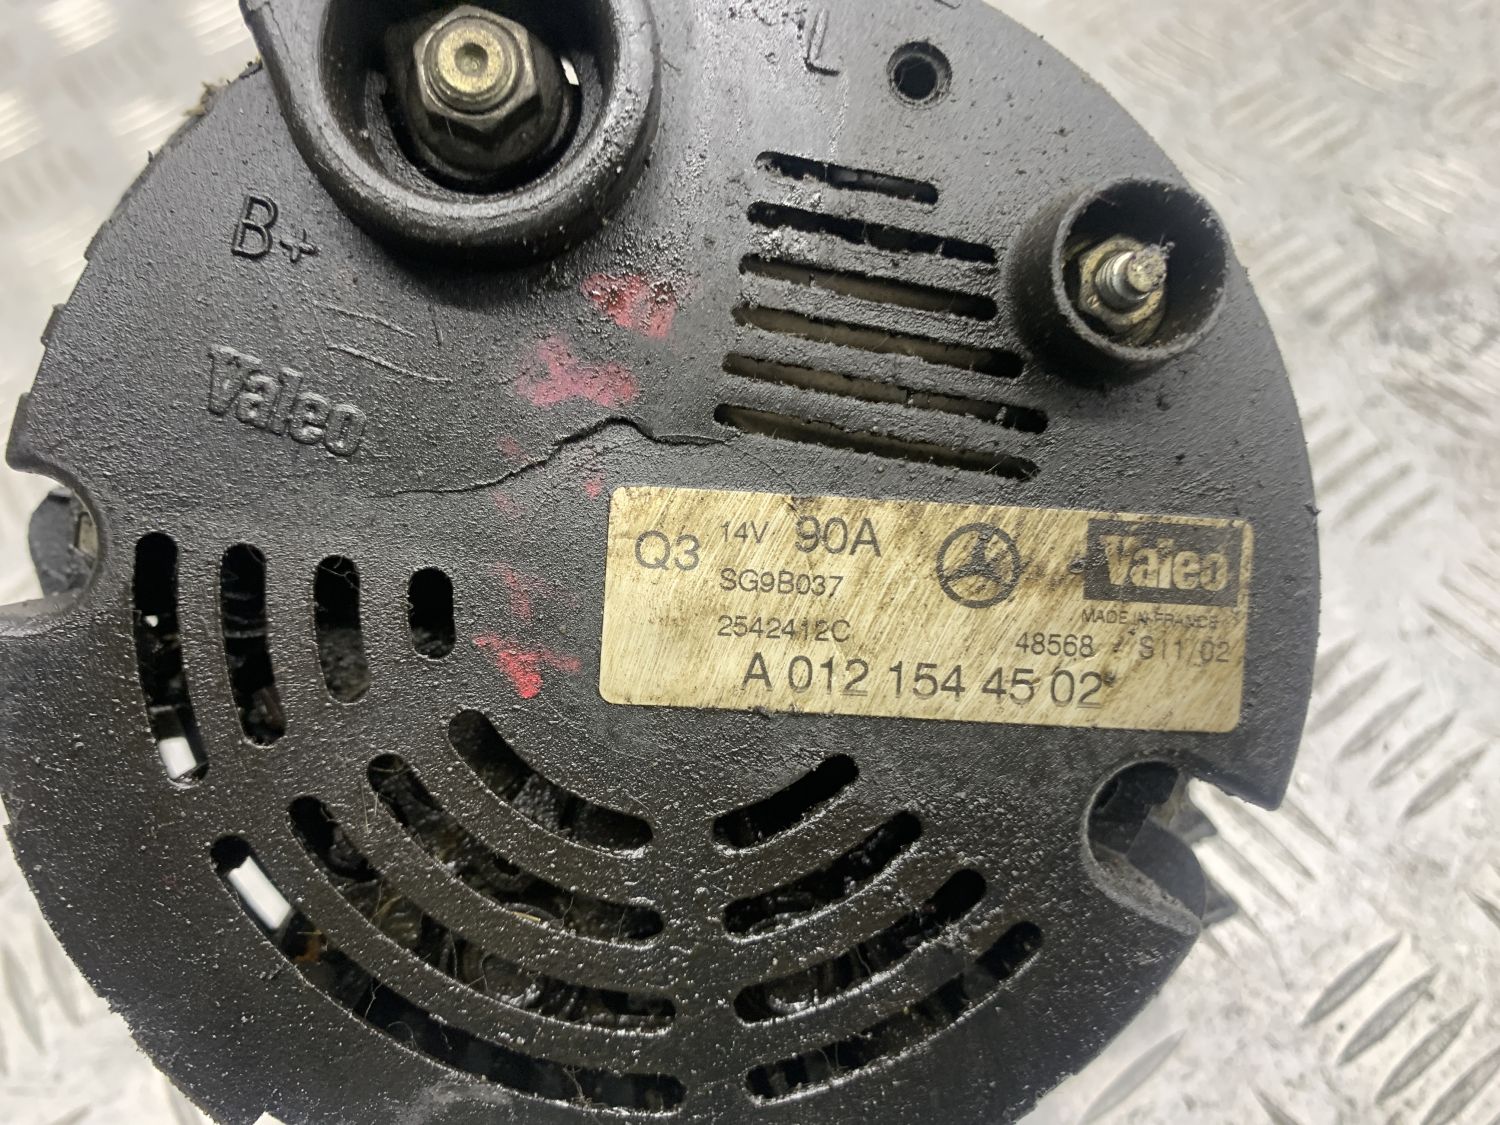 L
B+
Valeo
Q3 14V 90A
Valeo
SG9B037
MADE IN FRANCE
2542412C
48568 - S11/02
A 012 154 45 02